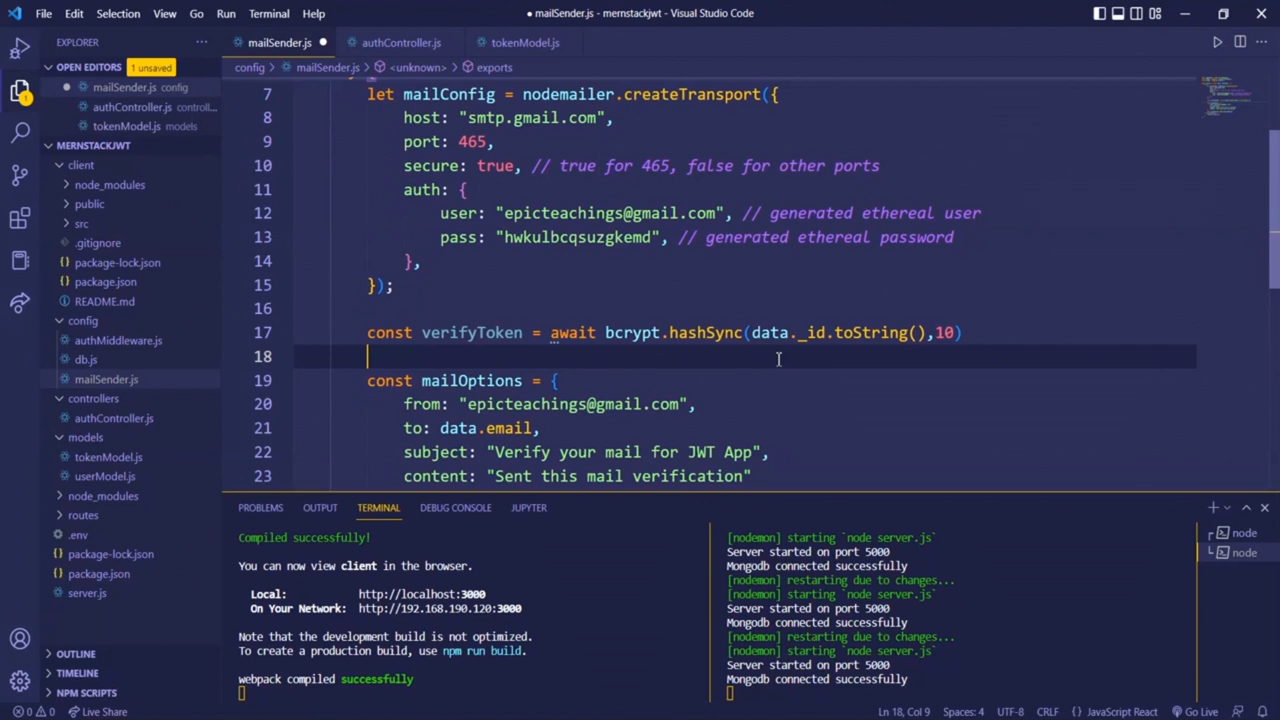 File Edit Selection View Go Run Terminal Help
● mailSender.js - mernstackjwt - Visual Studio Code
EXPLORER
OPEN EDITORS 1 unsaved
mailSender.js config
authController.js controll...
tokenModel.js models
MERNSTACKJWT
client
node_modules
public
src
.gitignore
package-lock.json
package.json
README.md
config
authMiddleware.js
db.js
mailSender.js
controllers
authController.js
models
tokenModel.js
userModel.js
node_modules
routes
.env
package-lock.json
package.json
server.js
OUTLINE
TIMELINE
NPM SCRIPTS
mailSender.js ● authController.js tokenModel.js
config > mailSender.js > <unknown> > exports
7 let mailConfig = nodemailer.createTransport({
8 host: "smtp.gmail.com",
9 port: 465,
10 secure: true, // true for 465, false for other ports
11 auth: {
12 user: "epicteachings@gmail.com", // generated ethereal user
13 pass: "hwkulbcqsuzgkemd", // generated ethereal password
14 },
15 });
16
17 const verifyToken = await bcrypt.hashSync(data._id.toString(),10)
18
19 const mailOptions = {
20 from: "epicteachings@gmail.com",
21 to: data.email,
22 subject: "Verify your mail for JWT App",
23 content: "Sent this mail verification"
PROBLEMS OUTPUT TERMINAL DEBUG CONSOLE JUPYTER
Compiled successfully!
You can now view client in the browser.
Local: http://localhost:3000
On Your Network: http://192.168.190.120:3000
Note that the development build is not optimized.
To create a production build, use npm run build.
webpack compiled successfully
[nodemon] starting `node server.js`
Server started on port 5000
Mongodb connected successfully
[nodemon] restarting due to changes...
[nodemon] starting `node server.js`
Server started on port 5000
Mongodb connected successfully
[nodemon] restarting due to changes...
[nodemon] starting `node server.js`
Server started on port 5000
Mongodb connected successfully
node
node
0 0 Live Share
Ln 18, Col 9 Spaces: 4 UTF-8 CRLF {} JavaScript React Go Live